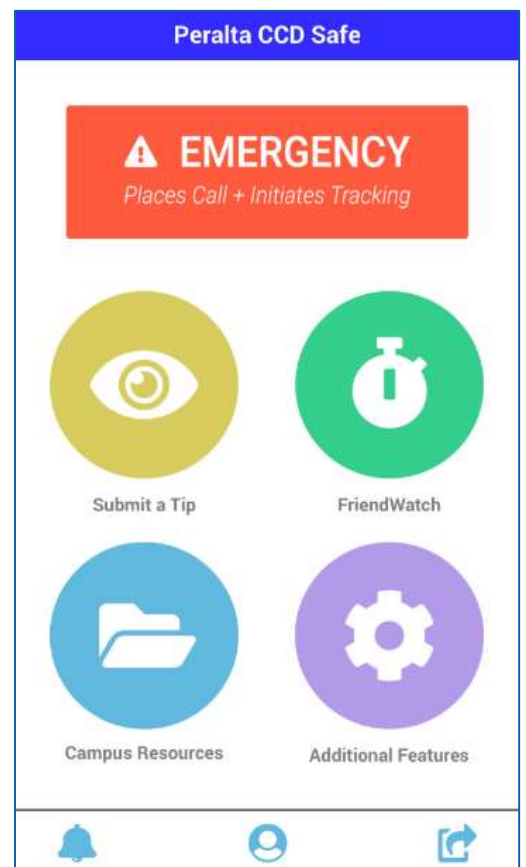 Peralta CCD Safe
EMERGENCY
Places Call + Initiates Tracking
Submit a Tip
FriendWatch
Campus Resources
Additional Features